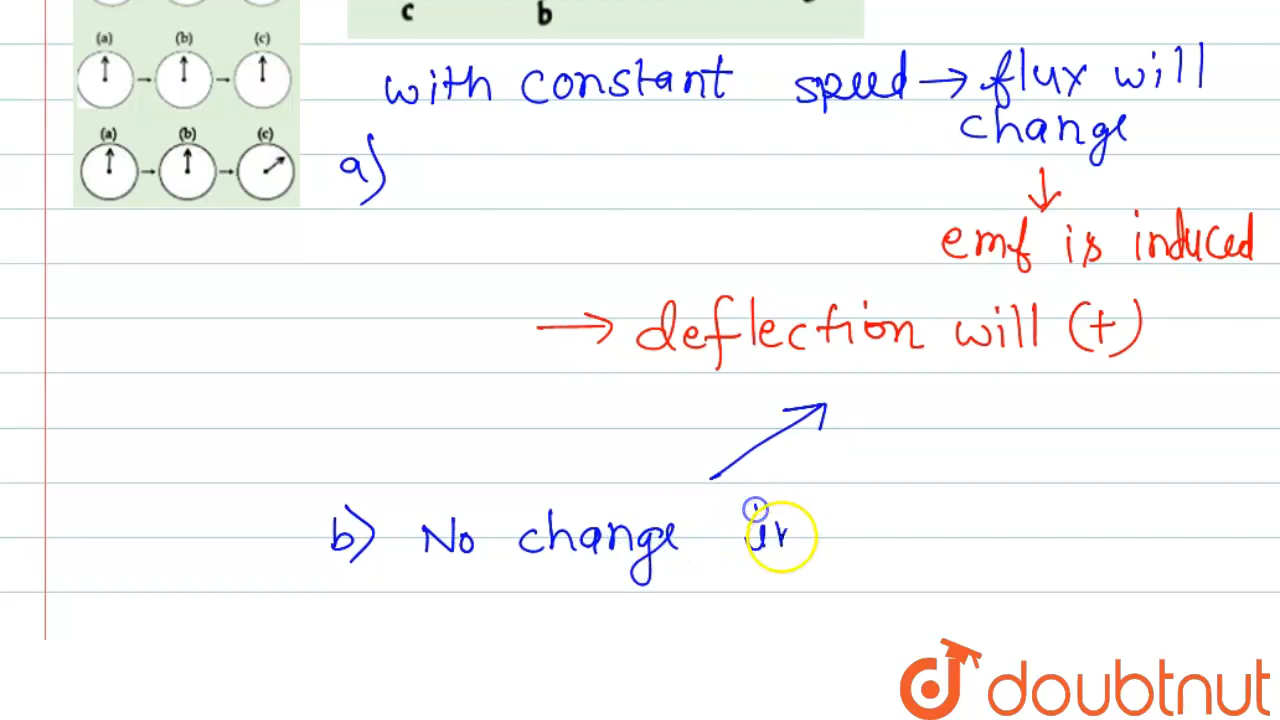 c b
(a) (b) (c)
with constant speed → flux will
change
(a) (b) (c)
a)
↓
emf is induced
→ deflection will (+)
b) No change in
doubtnut